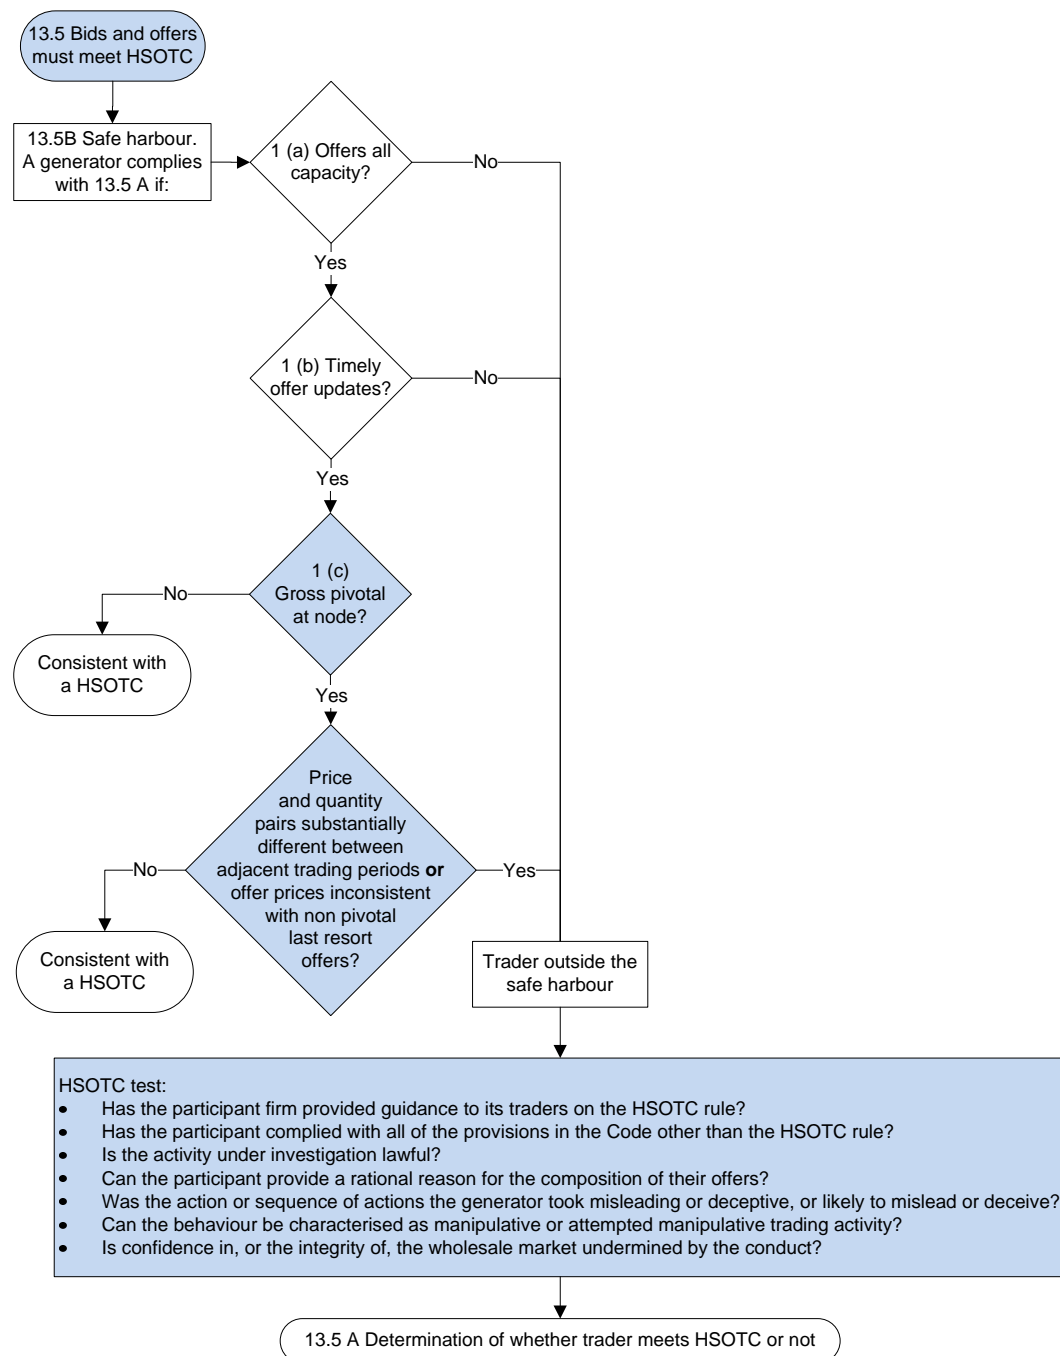 13.5 Bids and offers
must meet HSOTC
13.5B Safe harbour.
A generator complies
with 13.5 A if:
1 (a) Offers all
capacity?
No
Yes
1 (b) Timely
offer updates?
No
Yes
1 (c)
Gross pivotal
at node?
No
Consistent with
a HSOTC
Yes
Price
and quantity
pairs substantially
different between
adjacent trading periods or
offer prices inconsistent
with non pivotal
last resort
offers?
No
Yes
Consistent with
a HSOTC
Trader outside the
safe harbour
HSOTC test:
• Has the participant firm provided guidance to its traders on the HSOTC rule?
• Has the participant complied with all of the provisions in the Code other than the HSOTC rule?
• Is the activity under investigation lawful?
• Can the participant provide a rational reason for the composition of their offers?
• Was the action or sequence of actions the generator took misleading or deceptive, or likely to mislead or deceive?
• Can the behaviour be characterised as manipulative or attempted manipulative trading activity?
• Is confidence in, or the integrity of, the wholesale market undermined by the conduct?
13.5 A Determination of whether trader meets HSOTC or not